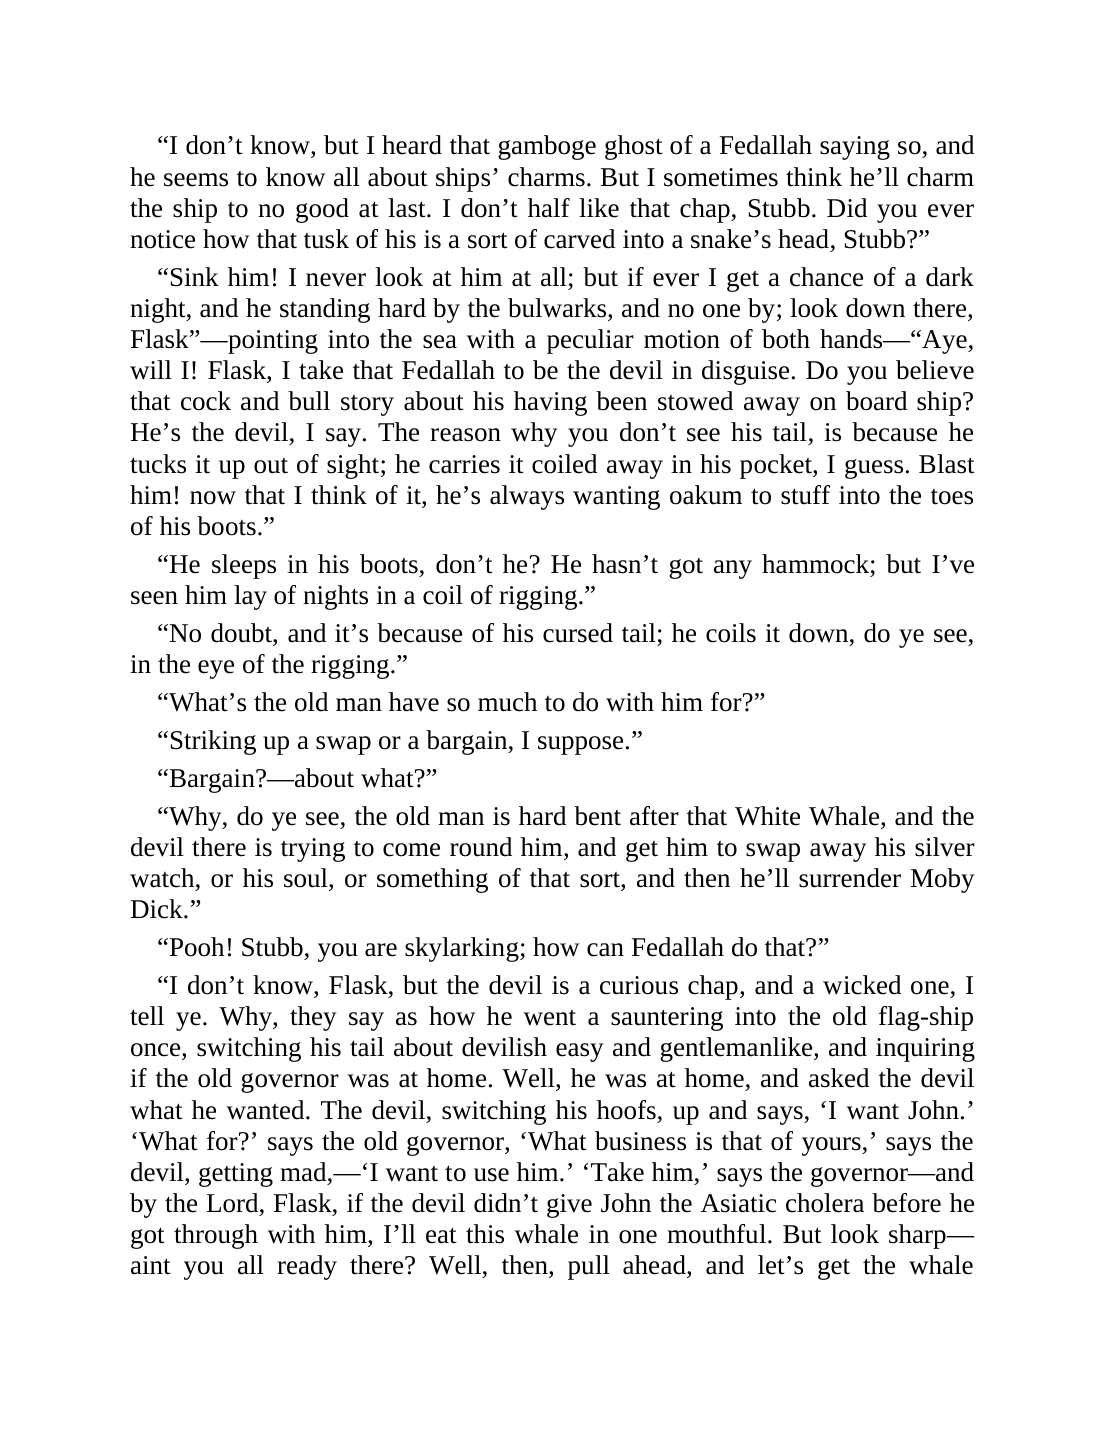 “I don’t know, but I heard that gamboge ghost of a Fedallah saying so, and
he seems to know all about ships’ charms. But I sometimes think he’ll charm
the ship to no good at last. I don’t half like that chap, Stubb. Did you ever
notice how that tusk of his is a sort of carved into a snake’s head, Stubb?”
“Sink him! I never look at him at all; but if ever I get a chance of a dark
night, and he standing hard by the bulwarks, and no one by; look down there,
Flask”—pointing into the sea with a peculiar motion of both hands—“Aye,
will I! Flask, I take that Fedallah to be the devil in disguise. Do you believe
that cock and bull story about his having been stowed away on board ship?
He’s the devil, I say. The reason why you don’t see his tail, is because he
tucks it up out of sight; he carries it coiled away in his pocket, I guess. Blast
him! now that I think of it, he’s always wanting oakum to stuff into the toes
of his boots.”
“He sleeps in his boots, don’t he? He hasn’t got any hammock; but I’ve
seen him lay of nights in a coil of rigging.”
“No doubt, and it’s because of his cursed tail; he coils it down, do ye see,
in the eye of the rigging.”
“What’s the old man have so much to do with him for?”
“Striking up a swap or a bargain, I suppose.”
“Bargain?—about what?”
“Why, do ye see, the old man is hard bent after that White Whale, and the
devil there is trying to come round him, and get him to swap away his silver
watch, or his soul, or something of that sort, and then he’ll surrender Moby
Dick.”
“Pooh! Stubb, you are skylarking; how can Fedallah do that?”
“I don’t know, Flask, but the devil is a curious chap, and a wicked one, I
tell ye. Why, they say as how he went a sauntering into the old flag-ship
once, switching his tail about devilish easy and gentlemanlike, and inquiring
if the old governor was at home. Well, he was at home, and asked the devil
what he wanted. The devil, switching his hoofs, up and says, ‘I want John.’
‘What for?’ says the old governor, ‘What business is that of yours,’ says the
devil, getting mad,—‘I want to use him.’ ‘Take him,’ says the governor—and
by the Lord, Flask, if the devil didn’t give John the Asiatic cholera before he
got through with him, I’ll eat this whale in one mouthful. But look sharp—
aint you all ready there? Well, then, pull ahead, and let’s get the whale